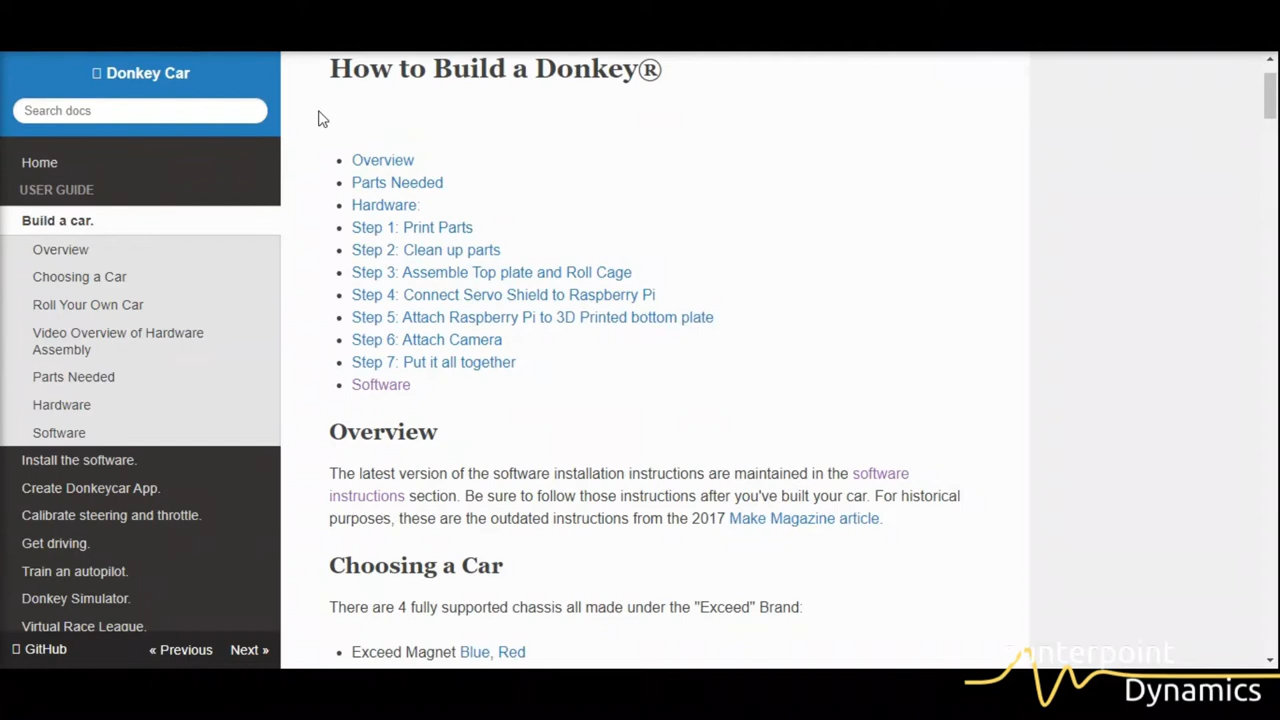 Donkey Car
Search docs
Home
USER GUIDE
Build a car.
Overview
Choosing a Car
Roll Your Own Car
Video Overview of Hardware
Assembly
Parts Needed
Hardware
Software
Install the software.
Create Donkeycar App.
Calibrate steering and throttle.
Get driving.
Train an autopilot.
Donkey Simulator.
Virtual Race League.
GitHub
« Previous
Next »
How to Build a Donkey®
Overview
Parts Needed
Hardware:
Step 1: Print Parts
Step 2: Clean up parts
Step 3: Assemble Top plate and Roll Cage
Step 4: Connect Servo Shield to Raspberry Pi
Step 5: Attach Raspberry Pi to 3D Printed bottom plate
Step 6: Attach Camera
Step 7: Put it all together
Software
Overview
The latest version of the software installation instructions are maintained in the software
instructions section. Be sure to follow those instructions after you've built your car. For historical
purposes, these are the outdated instructions from the 2017 Make Magazine article.
Choosing a Car
There are 4 fully supported chassis all made under the "Exceed" Brand:
Exceed Magnet Blue, Red
interpoint
Dynamics